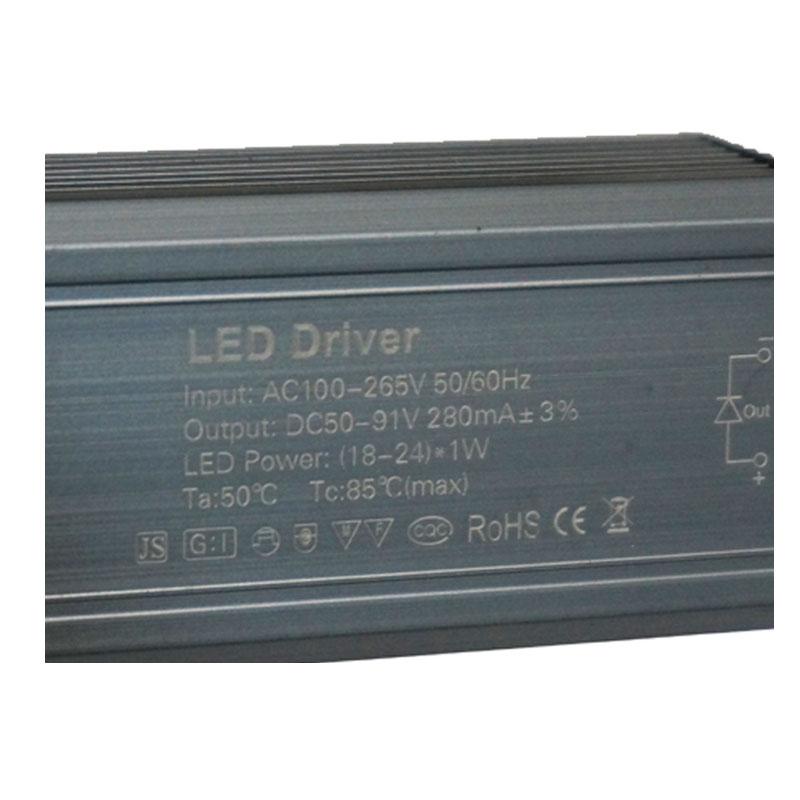 LED Driver
Input: AC100-265V 50/60Hz
Output: DC50-91V 280mA±3%
LED Power: (18-24)*1W
Ta:50℃ Tc:85℃(max)
JS G:I M F CQC RoHS CE
- Out +